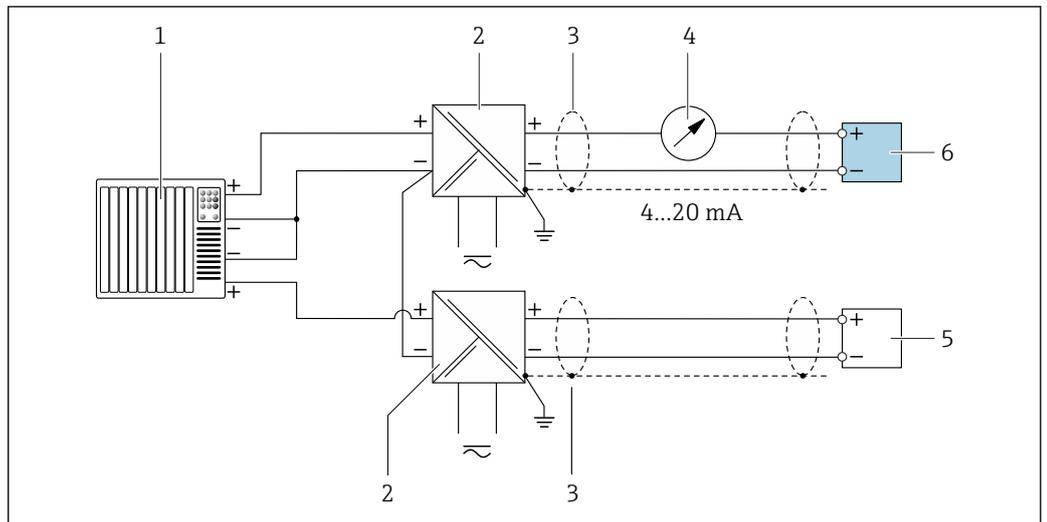 1 2 3 4
+ +
+ − −
+
− 6
−
4...20 mA
−
+
+ + +
5
− − −
2 3